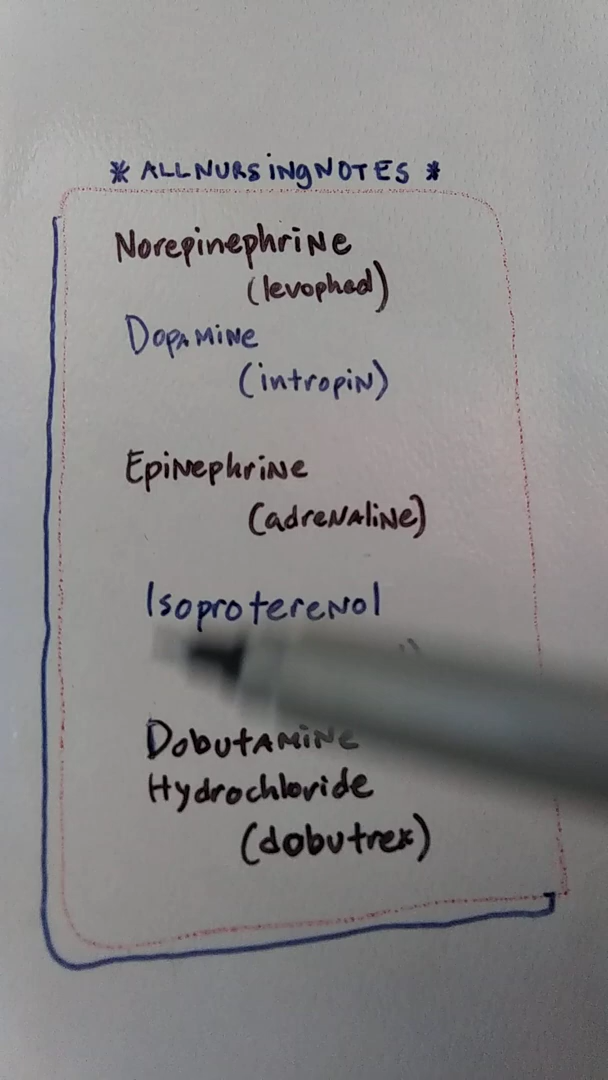 * ALLNURSingNOTES *
NorepinephriNe
(levophed)
DopAMiNe
(intropiN)
EpiNephriNe
(adreNAliNe)
IsoprotereNol
DobutAMiNe
Hydrochloride
(dobutrex)